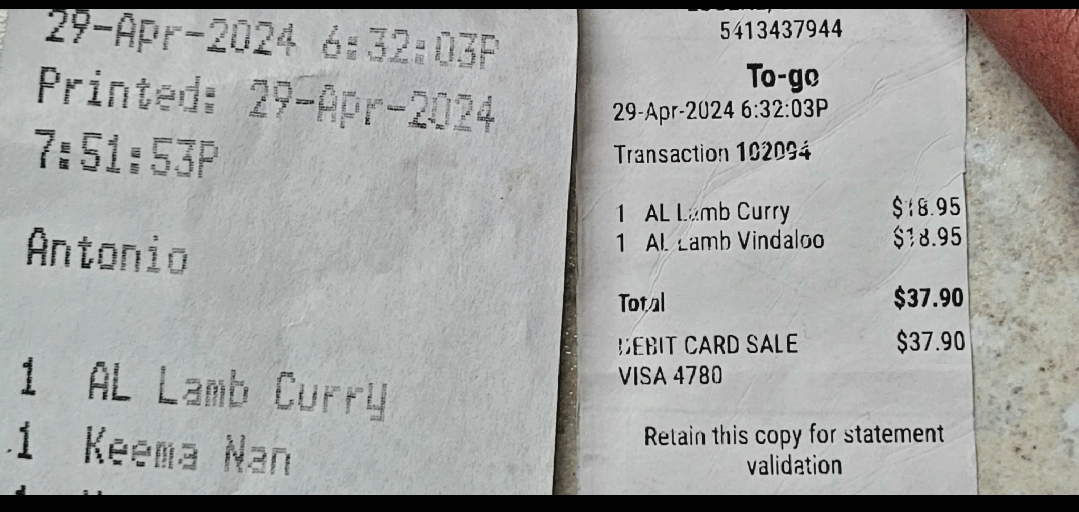 29-Apr-2024 6:32:03P
Printed: 29-Apr-2024
7:51:53P
Antonio
1 AL Lamb Curry
1 Keema Nan
5413437944
To-go
29-Apr-2024 6:32:03P
Transaction 102094
1 AL Lamb Curry $18.95
1 AL Lamb Vindaloo $18.95
Total $37.90
DEBIT CARD SALE $37.90
VISA 4780
Retain this copy for statement
validation